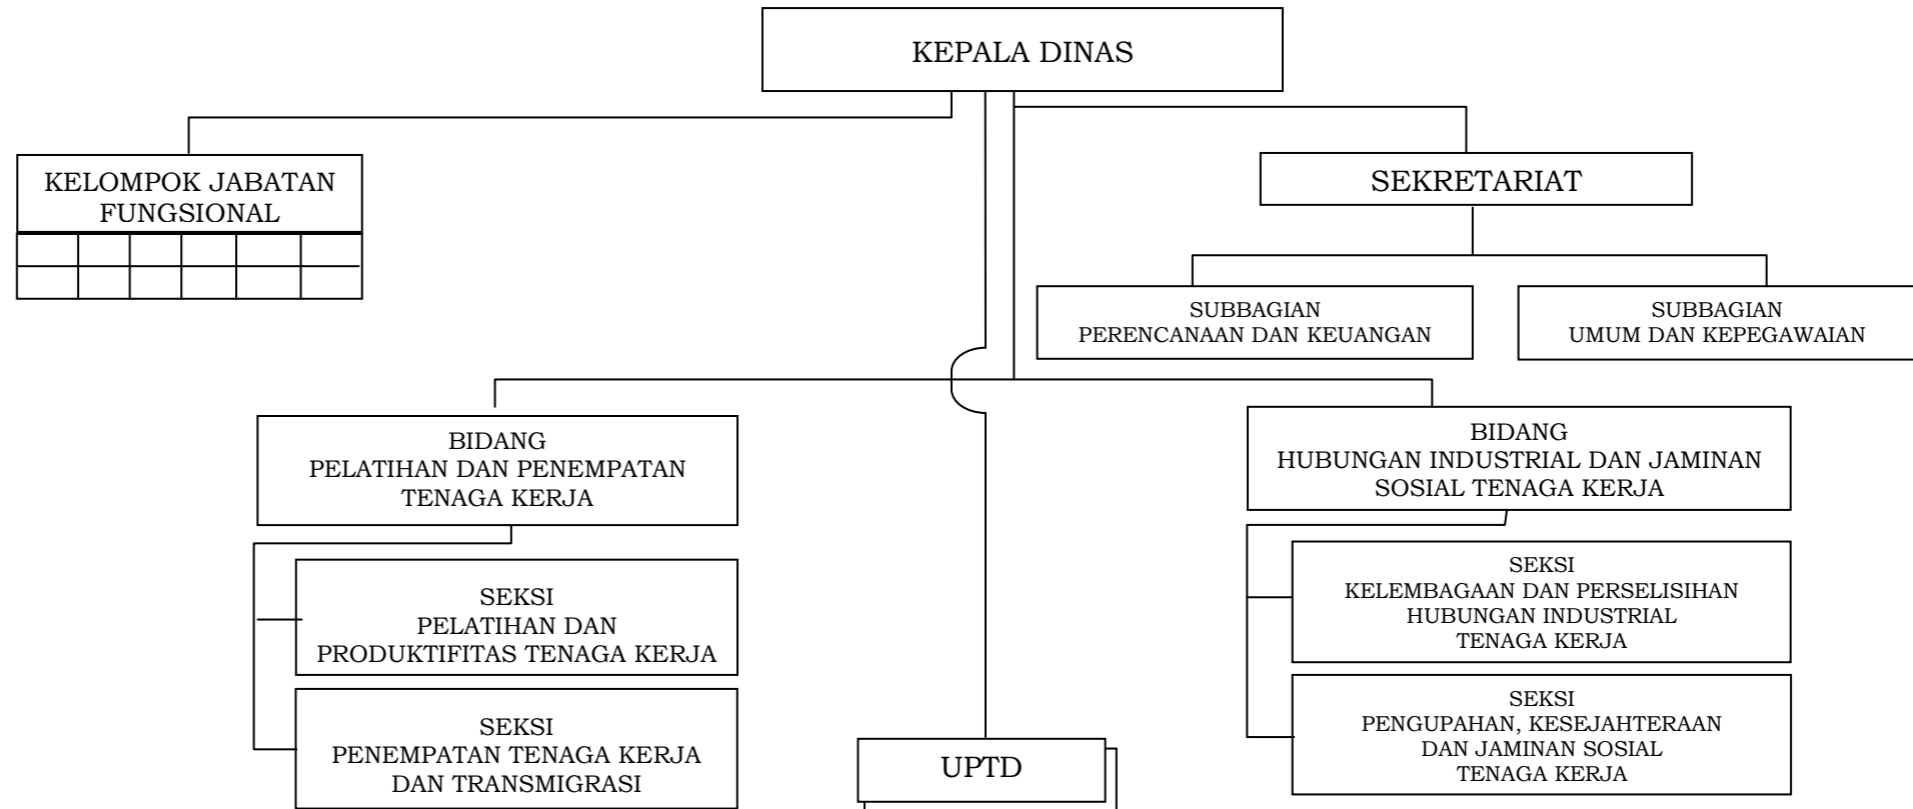 KEPALA DINAS
KELOMPOK JABATAN
FUNGSIONAL
SEKRETARIAT
SUBBAGIAN
PERENCANAAN DAN KEUANGAN
SUBBAGIAN
UMUM DAN KEPEGAWAIAN
BIDANG
PELATIHAN DAN PENEMPATAN
TENAGA KERJA
SEKSI
PELATIHAN DAN
PRODUKTIFITAS TENAGA KERJA
SEKSI
PENEMPATAN TENAGA KERJA
DAN TRANSMIGRASI
BIDANG
HUBUNGAN INDUSTRIAL DAN JAMINAN
SOSIAL TENAGA KERJA
SEKSI
KELEMBAGAAN DAN PERSELISIHAN
HUBUNGAN INDUSTRIAL
TENAGA KERJA
SEKSI
PENGUPAHAN, KESEJAHTERAAN
DAN JAMINAN SOSIAL
TENAGA KERJA
UPTD